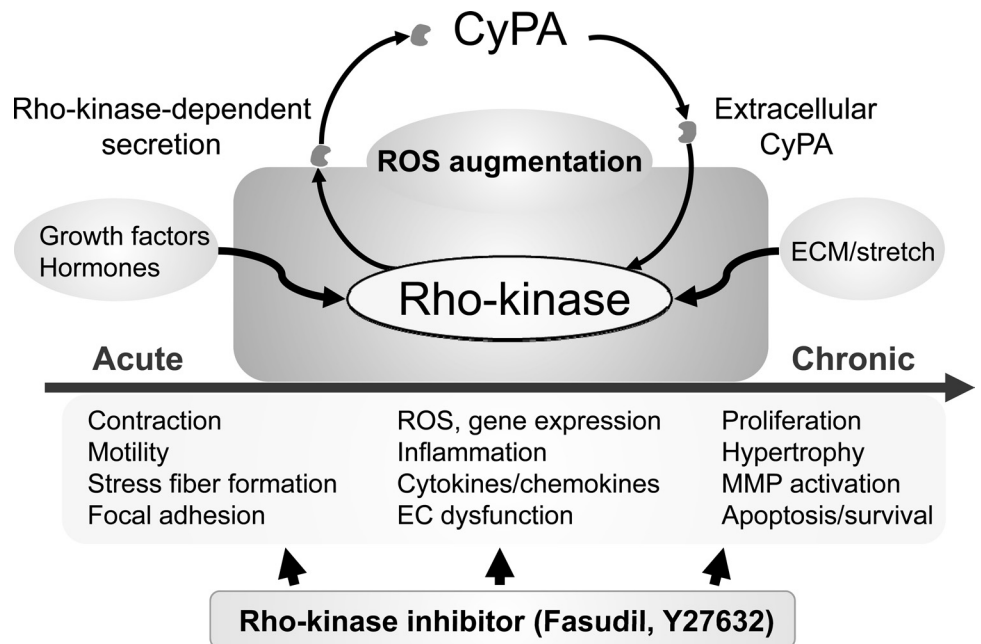 CyPA
Rho-kinase-dependent
secretion
Extracellular
CyPA
ROS augmentation
Growth factors
Hormones
ECM/stretch
Rho-kinase
Acute
Chronic
Contraction
Motility
Stress fiber formation
Focal adhesion
ROS, gene expression
Inflammation
Cytokines/chemokines
EC dysfunction
Proliferation
Hypertrophy
MMP activation
Apoptosis/survival
Rho-kinase inhibitor (Fasudil, Y27632)